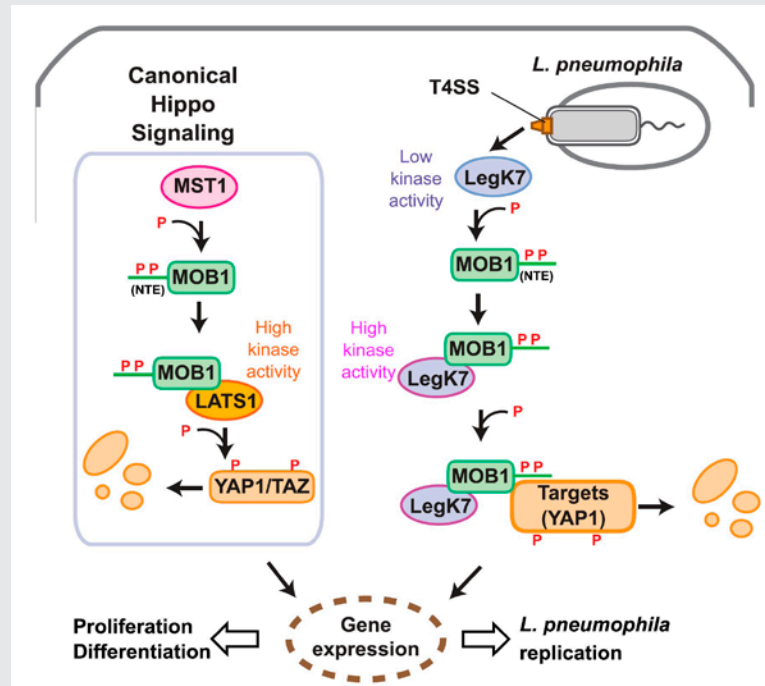 Canonical
Hippo
Signaling
MST1
P
P P
MOB1
(NTE)
P P
MOB1
LATS1
High
kinase
activity
P
P P
YAP1/TAZ
L. pneumophila
T4SS
Low
kinase
activity
LegK7
P
P P
MOB1
(NTE)
High
kinase
activity
MOB1
P P
LegK7
P
MOB1
P P
LegK7
Targets
(YAP1)
P P
Gene
expression
Proliferation
Differentiation
L. pneumophila
replication